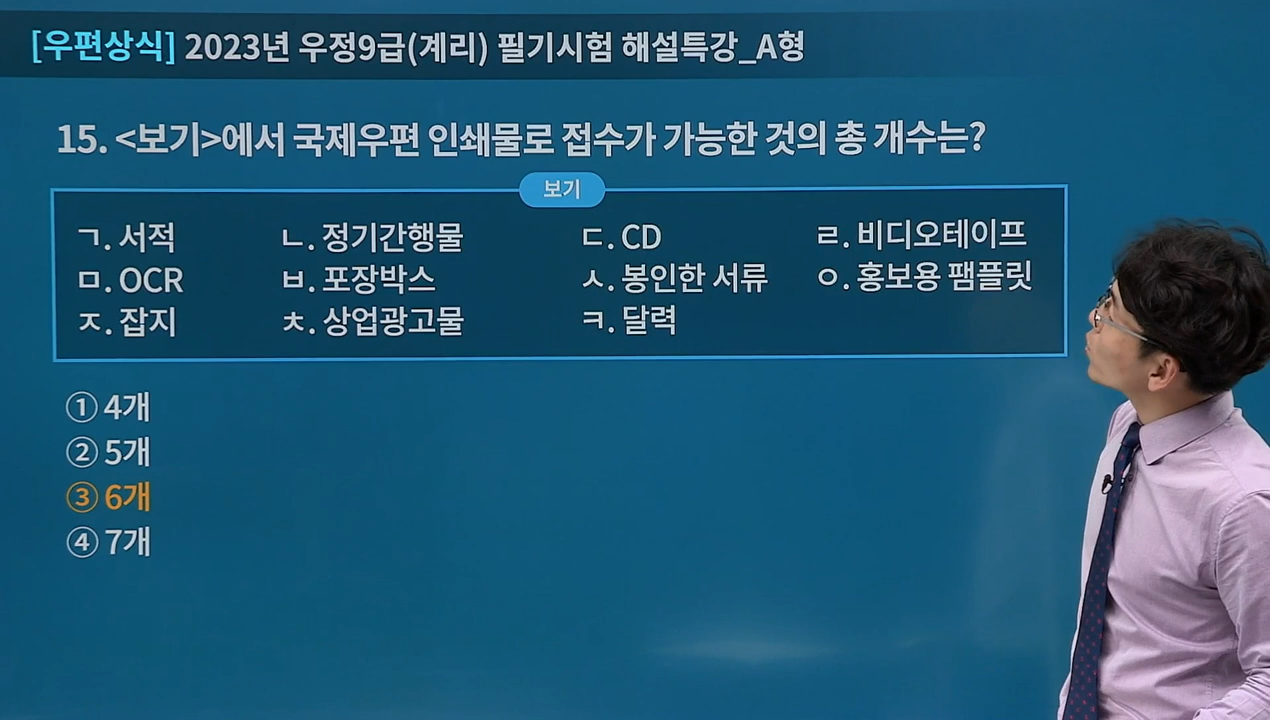 [우편상식] 2023년 우정9급(계리) 필기시험 해설특강_A형
15. <보기>에서 국제우편 인쇄물로 접수가 가능한 것의 총 개수는?
보기
ㄱ. 서적 ㄴ. 정기간행물 ㄷ. CD ㄹ. 비디오테이프
ㅁ. OCR ㅂ. 포장박스 ㅅ. 봉인한 서류 ㅇ. 홍보용 팸플릿
ㅈ. 잡지 ㅊ. 상업광고물 ㅋ. 달력
① 4개
② 5개
③ 6개
④ 7개